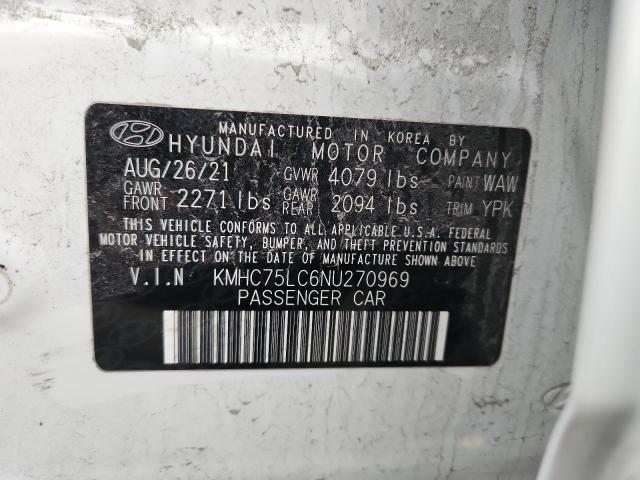 MANUFACTURED IN KOREA BY
HYUNDAI MOTOR COMPANY
AUG/26/21 GVWR 4079 lbs PAINT WAW
GAWR FRONT 2271 lbs GAWR REAR 2094 lbs TRIM YPK
THIS VEHICLE CONFORMS TO ALL APPLICABLE U.S.A. FEDERAL
MOTOR VEHICLE SAFETY, BUMPER, AND THEFT PREVENTION STANDARDS
IN EFFECT ON THE DATE OF MANUFACTURE SHOWN ABOVE.
V.I.N KMHC75LC6NU270969
PASSENGER CAR